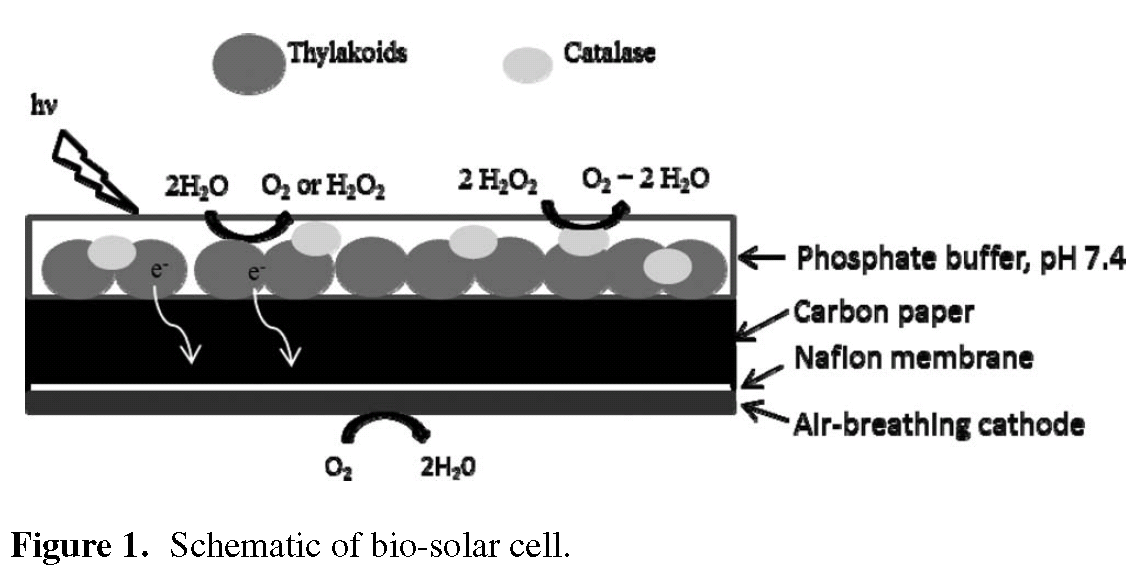 Thylakoids Catalase
hν
2H₂O O₂ or H₂O₂ 2 H₂O₂ O₂ – 2 H₂O
e⁻ e⁻
Phosphate buffer, pH 7.4
Carbon paper
Nafion membrane
Air-breathing cathode
O₂ 2H₂0
Figure 1. Schematic of bio-solar cell.